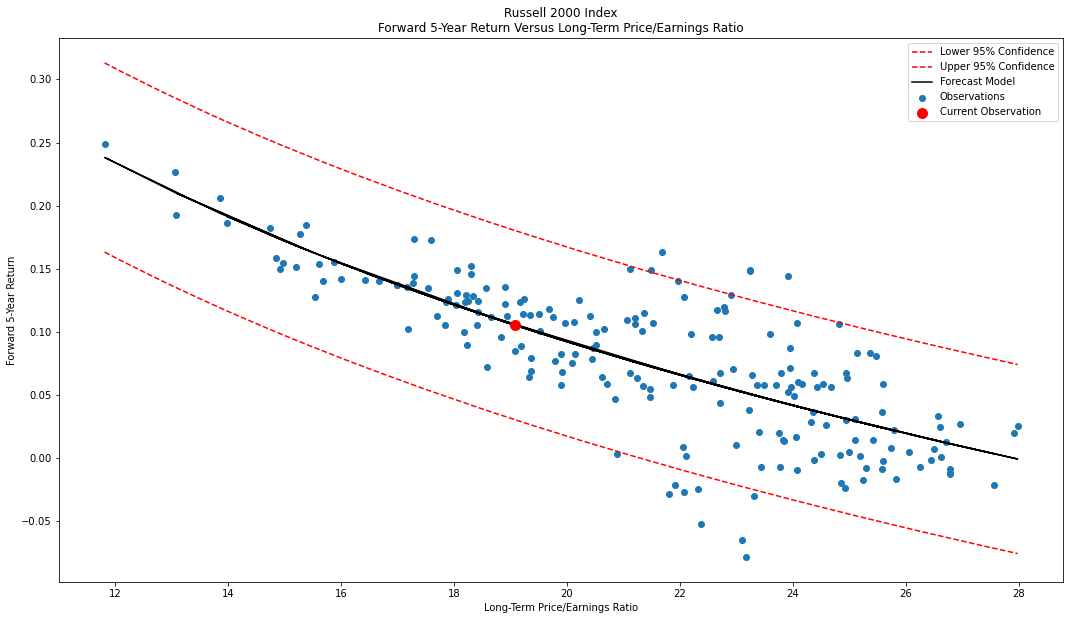 Russell 2000 Index
Forward 5-Year Return Versus Long-Term Price/Earnings Ratio
Lower 95% Confidence
Upper 95% Confidence
Forecast Model
Observations
Current Observation
Forward 5-Year Return
0.30
0.25
0.20
0.15
0.10
0.05
0.00
−0.05
12 14 16 18 20 22 24 26 28
Long-Term Price/Earnings Ratio